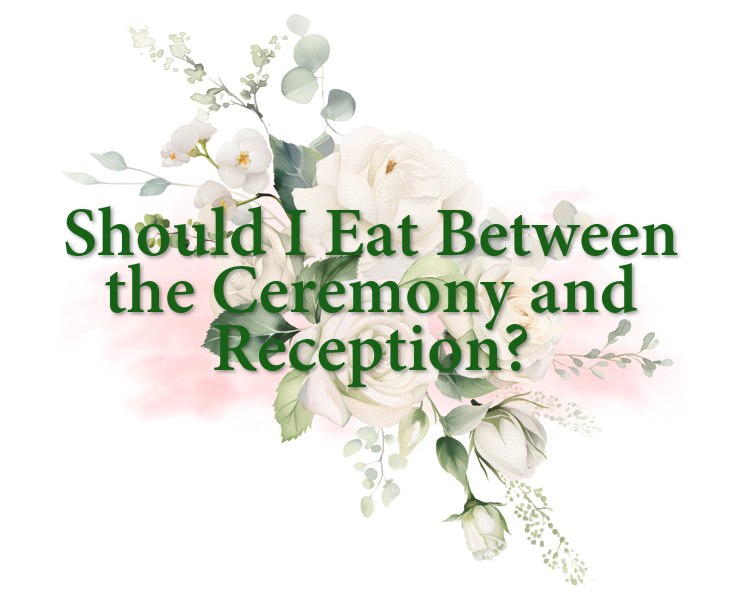 Should I Eat Between
the Ceremony and
Reception?